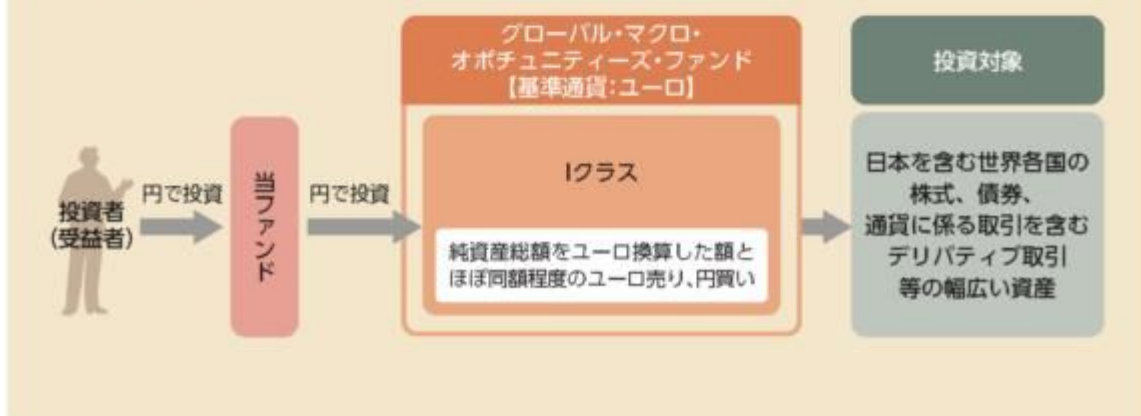 投資者
(受益者)
円で投資
当ファンド
円で投資
グローバル・マクロ・
オポチュニティーズ・ファンド
【基準通貨:ユーロ】
Iクラス
純資産総額をユーロ換算した額と
ほぼ同額程度のユーロ売り、円買い
投資対象
日本を含む世界各国の
株式、債券、
通貨に係る取引を含む
デリバティブ取引
等の幅広い資産